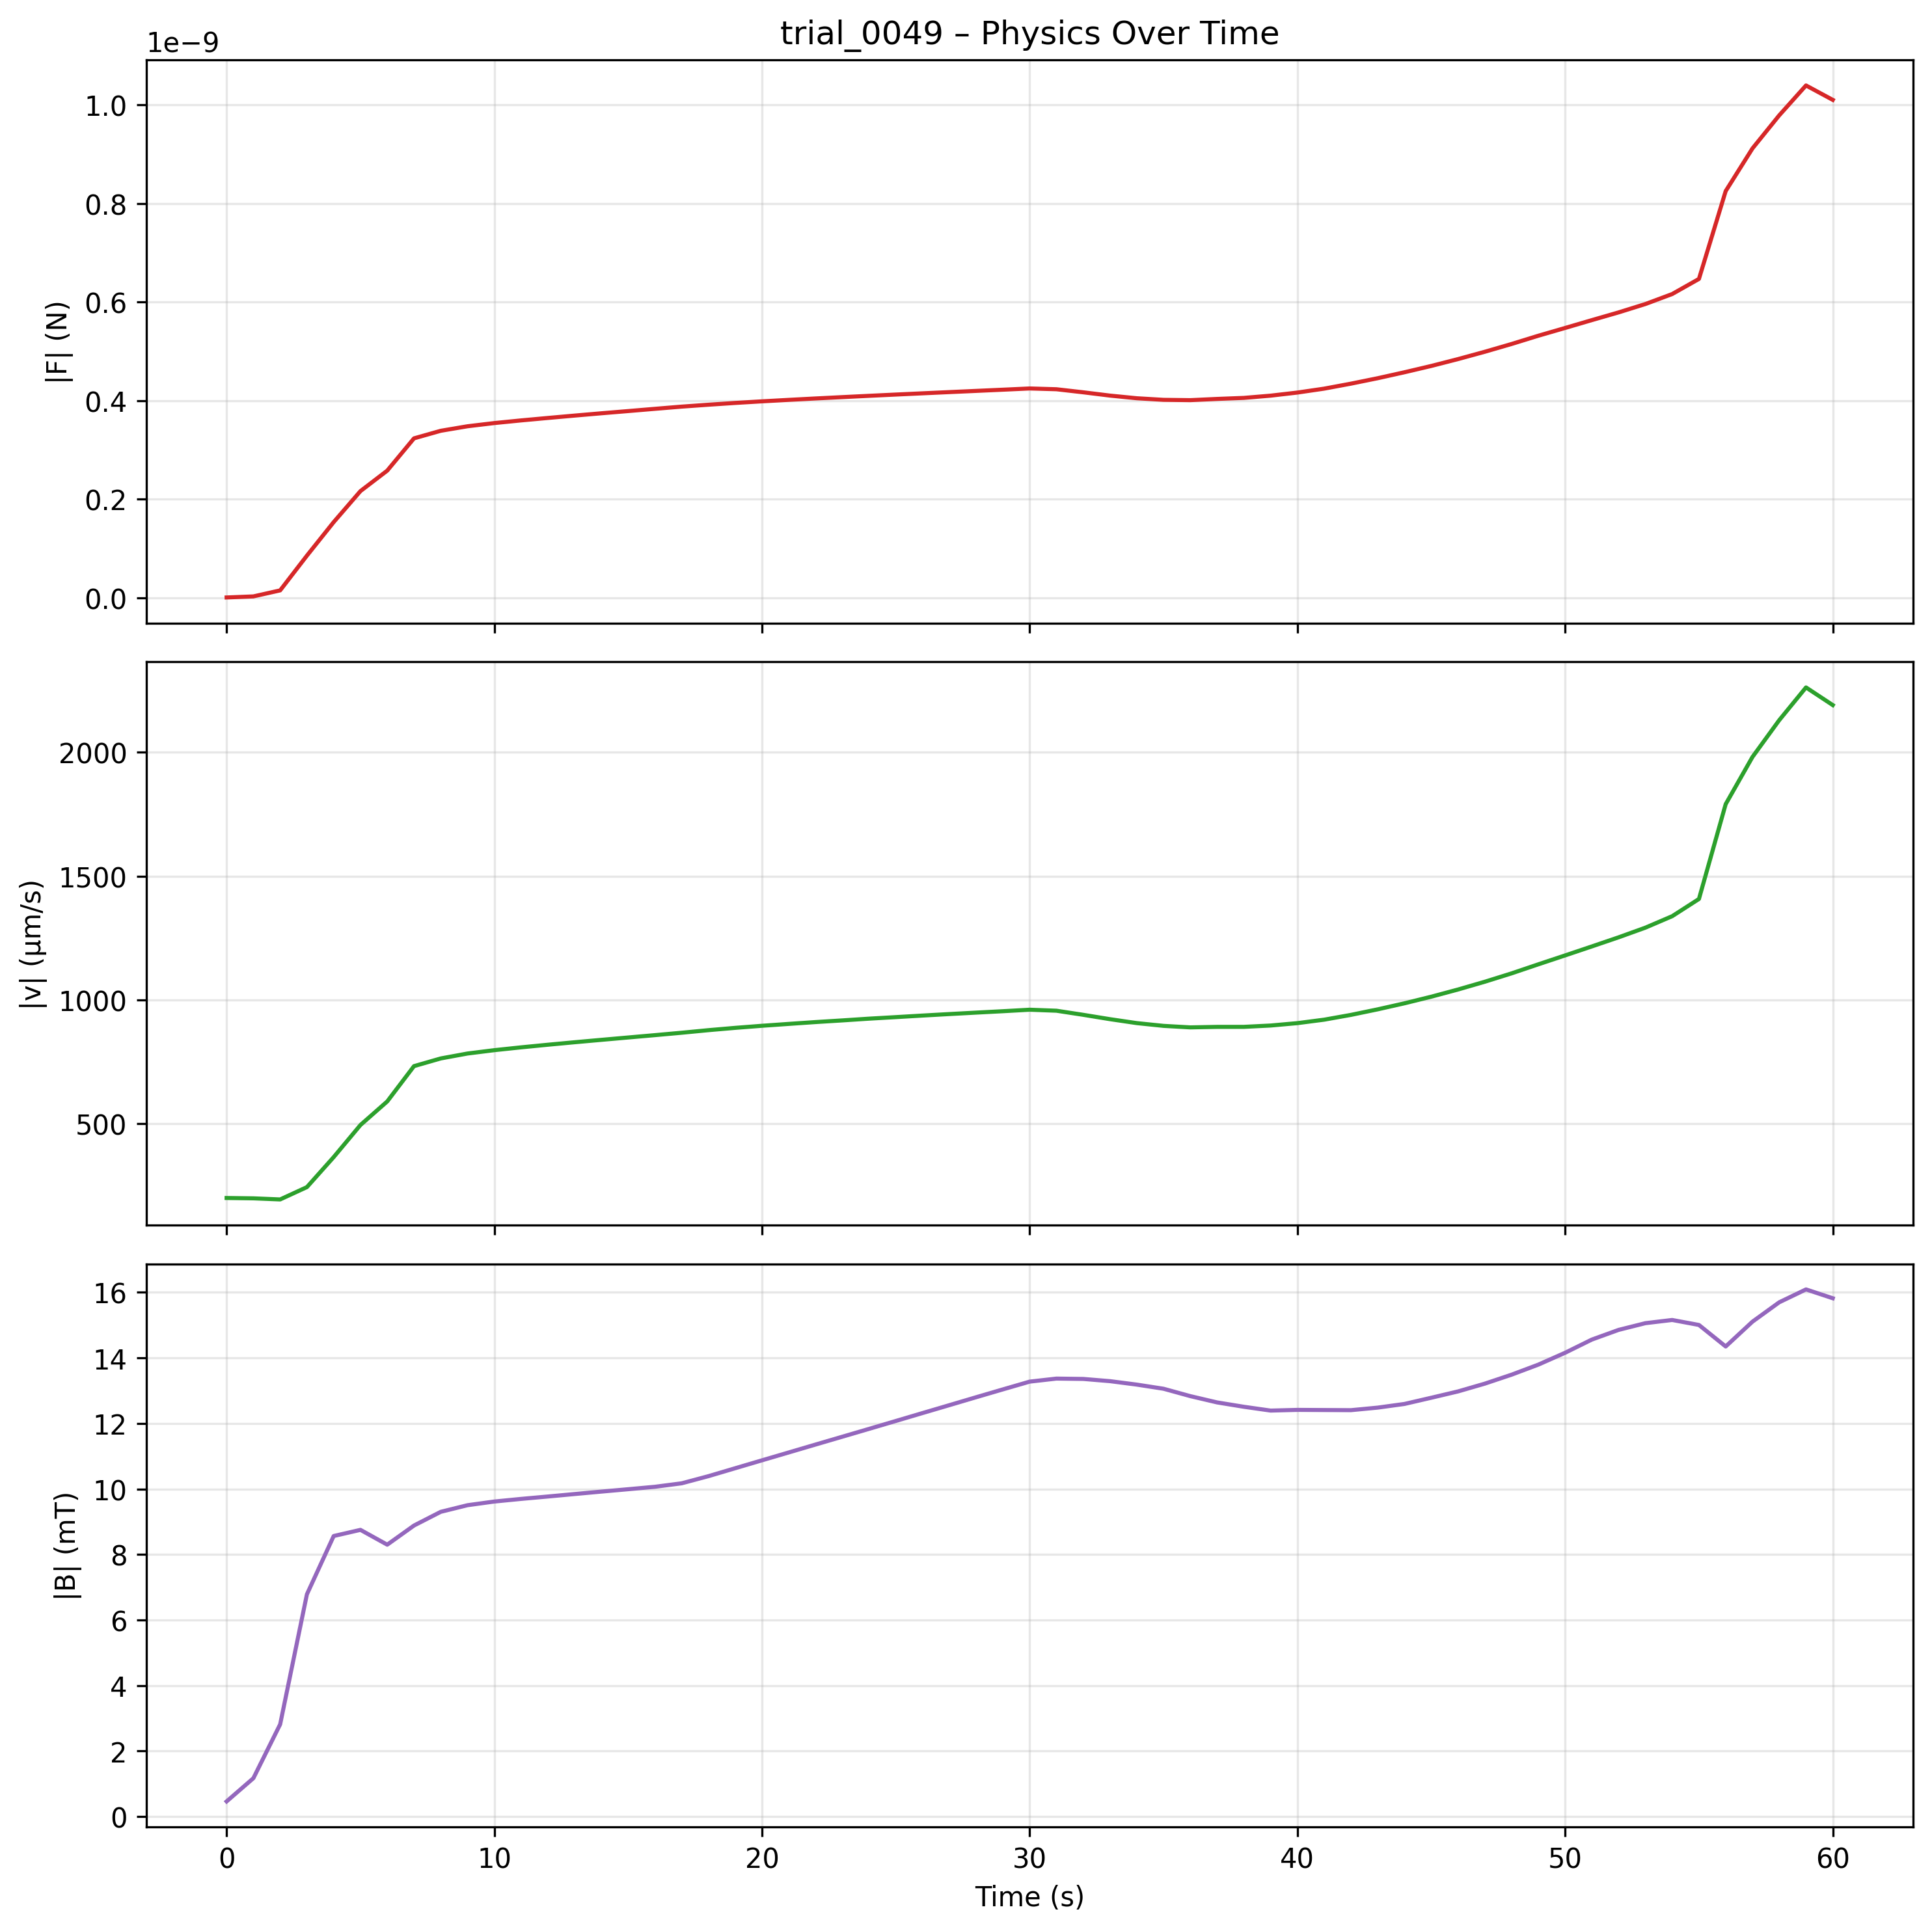 trial_0049 – Physics Over Time
1e−9
1.0
0.8
0.6
0.4
0.2
0.0
|F| (N)
2000
1500
1000
500
|v| (µm/s)
16
14
12
10
8
6
4
2
0
|B| (mT)
0 10 20 30 40 50 60
Time (s)